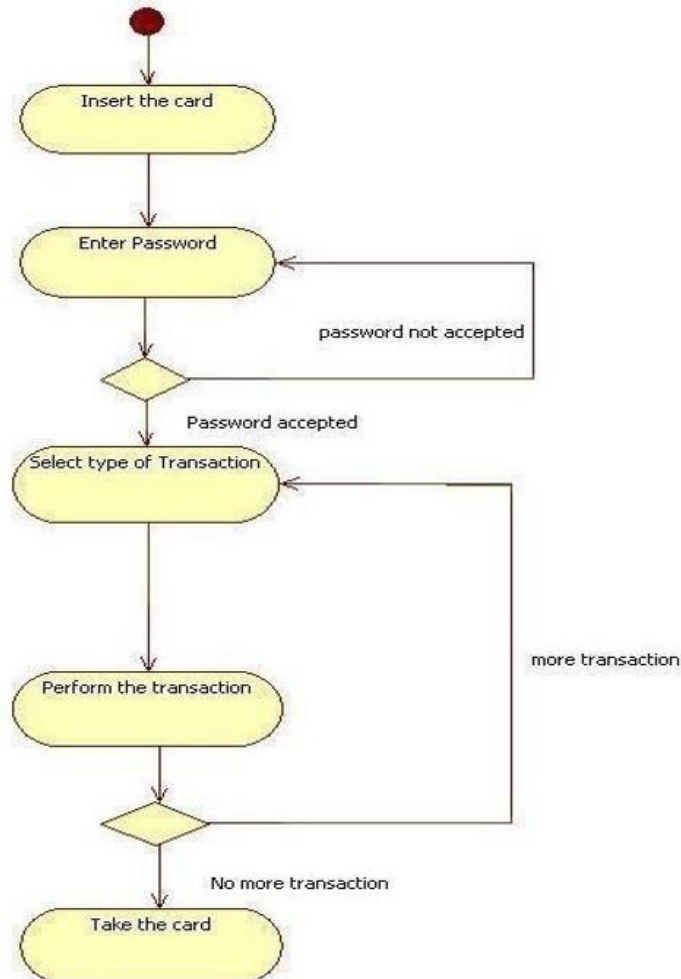 Insert the card
Enter Password
password not accepted
Password accepted
Select type of Transaction
more transaction
Perform the transaction
No more transaction
Take the card